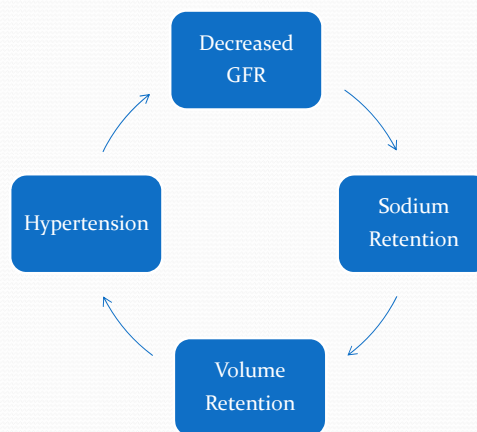 Decreased
GFR
Sodium
Retention
Volume
Retention
Hypertension